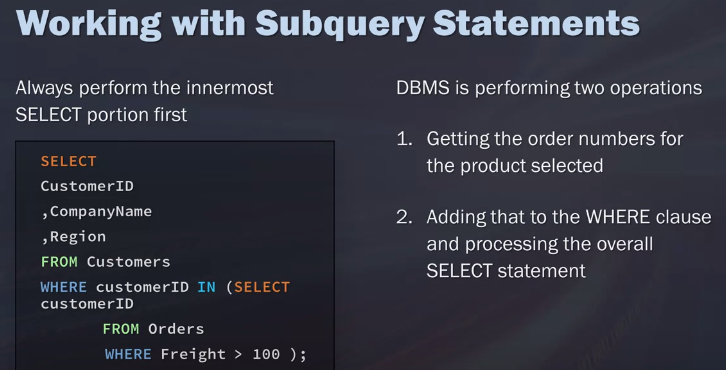 Working with Subquery Statements
Always perform the innermost
SELECT portion first
SELECT
CustomerID
,CompanyName
,Region
FROM Customers
WHERE customerID IN (SELECT
customerID
FROM Orders
WHERE Freight > 100 );
DBMS is performing two operations
1. Getting the order numbers for
the product selected
2. Adding that to the WHERE clause
and processing the overall
SELECT statement